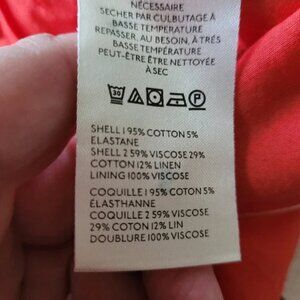 NÉCESSAIRE
SÉCHER PAR CULBUTAGE À
BASSE TEMPÉRATURE
REPASSER, AU BESOIN, À TRÈS
BASSE TEMPÉRATURE
PEUT-ÊTRE ÊTRE NETTOYÉE
À SEC
30
P
SHELL 1 95% COTTON 5%
ELASTANE
SHELL 2 59% VISCOSE 29%
COTTON 12% LINEN
LINING 100% VISCOSE
COQUILLE 1 95% COTON 5%
ÉLASTHANNE
COQUILLE 2 59% VISCOSE
29% COTON 12% LIN
DOUBLURE 100% VISCOSE